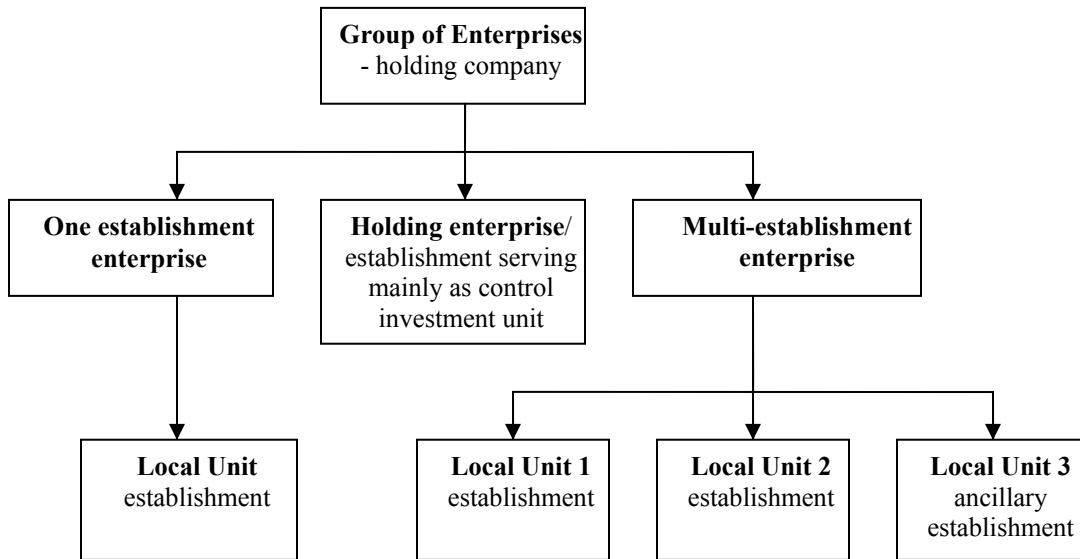 Group of Enterprises
- holding company
One establishment
enterprise
Holding enterprise/
establishment serving
mainly as control
investment unit
Multi-establishment
enterprise
Local Unit
establishment
Local Unit 1
establishment
Local Unit 2
establishment
Local Unit 3
ancillary
establishment